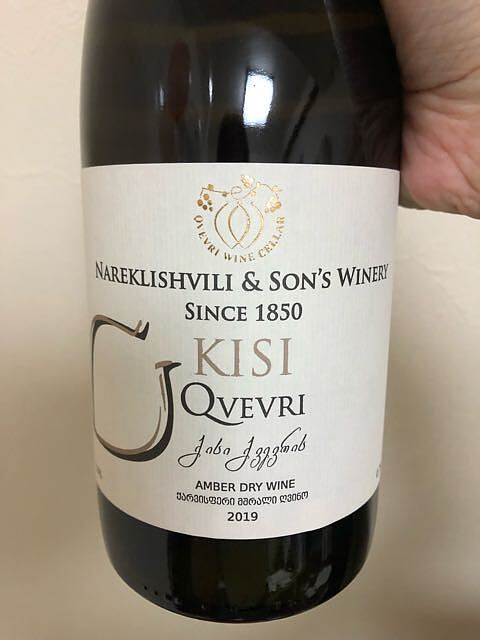 QVEVRI WINE CELLAR
NAREKLISHVILI & SON'S WINERY
SINCE 1850
KISI
QVEVRI
ქისი ქვევრის
AMBER DRY WINE
ქარვისფერი მშრალი ღვინო
2019